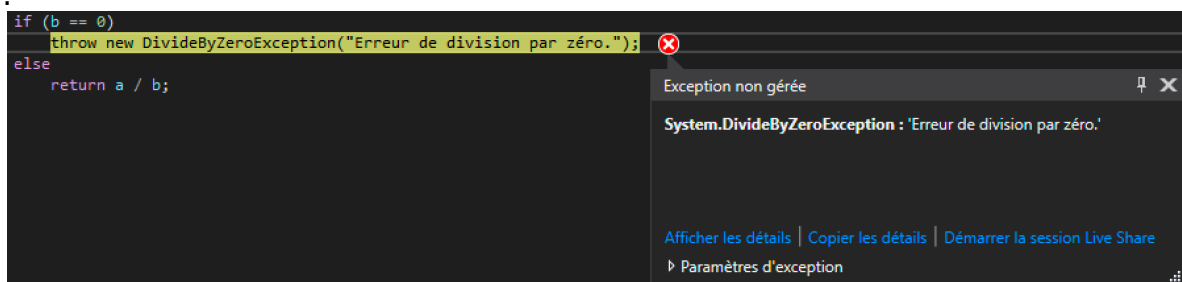 if (b == 0)
throw new DivideByZeroException("Erreur de division par zéro.");
else
return a / b;
Exception non gérée
System.DivideByZeroException : 'Erreur de division par zéro.'
Afficher les détails | Copier les détails | Démarrer la session Live Share
Paramètres d'exception